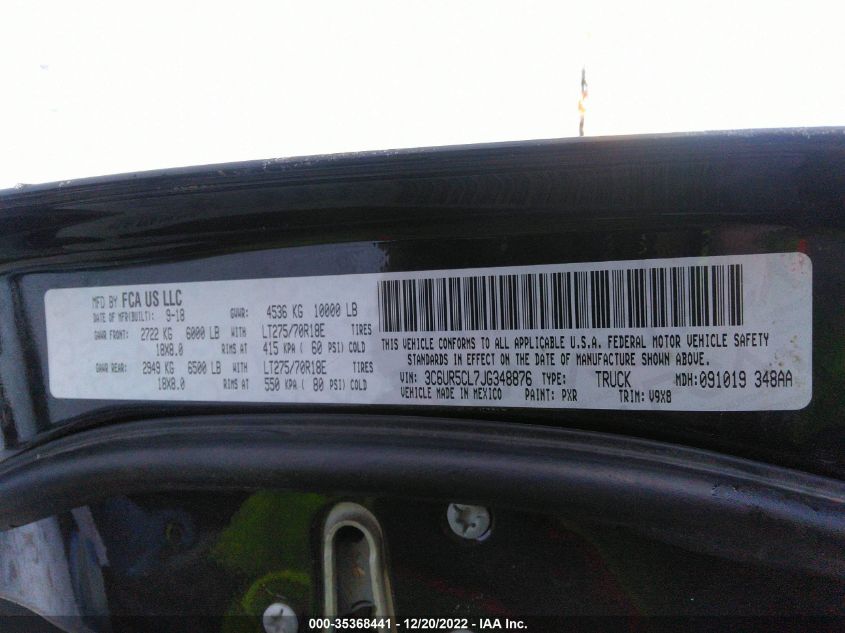 MFD BY FCA US LLC
DATE OF MFR(BUILT): 9-18 GVWR: 4536 KG 10000 LB
GAWR FRONT: 2722 KG 6000 LB WITH LT275/70R18E TIRES
18X8.0 RIMS AT 415 KPA ( 60 PSI) COLD
GAWR REAR: 2949 KG 6500 LB WITH LT275/70R18E TIRES
18X8.0 RIMS AT 550 KPA ( 80 PSI) COLD
THIS VEHICLE CONFORMS TO ALL APPLICABLE U.S.A. FEDERAL MOTOR VEHICLE SAFETY
STANDARDS IN EFFECT ON THE DATE OF MANUFACTURE SHOWN ABOVE.
VIN: 3C6UR5CL7JG348876 TYPE: TRUCK MDH: 091019 348AA
VEHICLE MADE IN MEXICO PAINT: PXR TRIM: V9X8
000-35368441 - 12/20/2022 - IAA Inc.